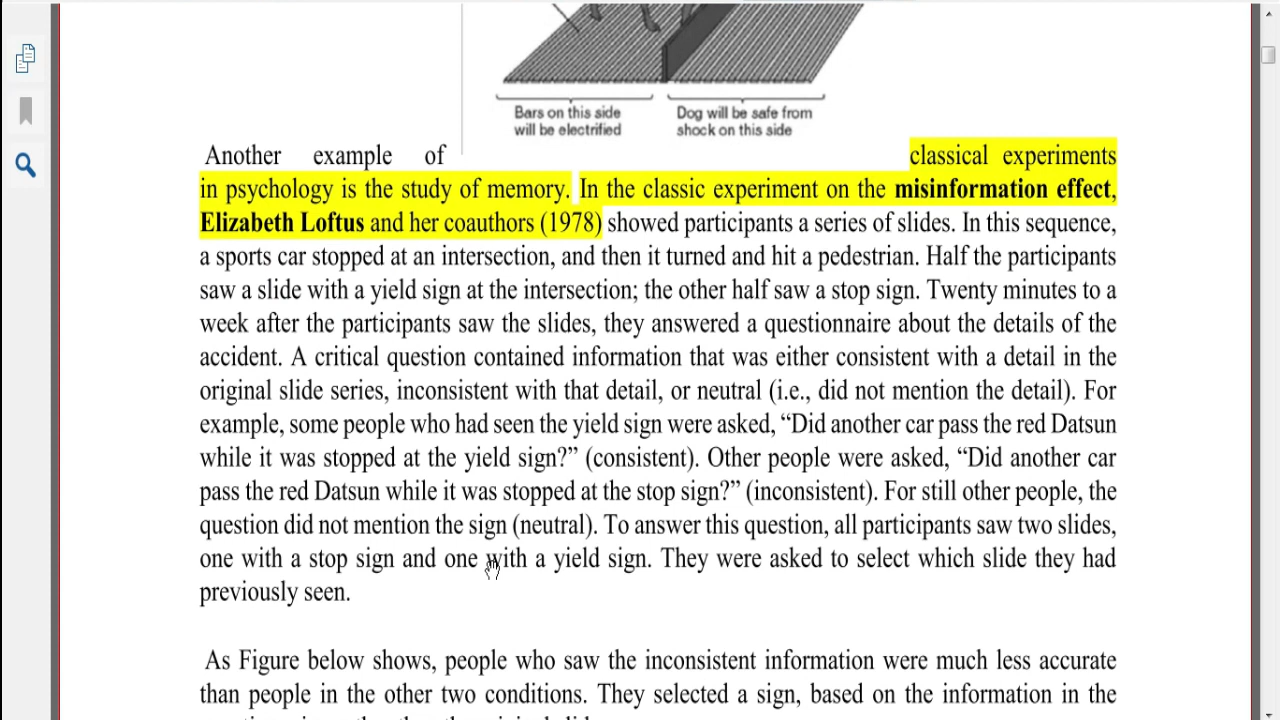 Bars on this side
will be electrified
Dog will be safe from
shock on this side
Another example of classical experiments
in psychology is the study of memory. In the classic experiment on the misinformation effect,
Elizabeth Loftus and her coauthors (1978) showed participants a series of slides. In this sequence,
a sports car stopped at an intersection, and then it turned and hit a pedestrian. Half the participants
saw a slide with a yield sign at the intersection; the other half saw a stop sign. Twenty minutes to a
week after the participants saw the slides, they answered a questionnaire about the details of the
accident. A critical question contained information that was either consistent with a detail in the
original slide series, inconsistent with that detail, or neutral (i.e., did not mention the detail). For
example, some people who had seen the yield sign were asked, “Did another car pass the red Datsun
while it was stopped at the yield sign?” (consistent). Other people were asked, “Did another car
pass the red Datsun while it was stopped at the stop sign?” (inconsistent). For still other people, the
question did not mention the sign (neutral). To answer this question, all participants saw two slides,
one with a stop sign and one with a yield sign. They were asked to select which slide they had
previously seen.
As Figure below shows, people who saw the inconsistent information were much less accurate
than people in the other two conditions. They selected a sign, based on the information in the